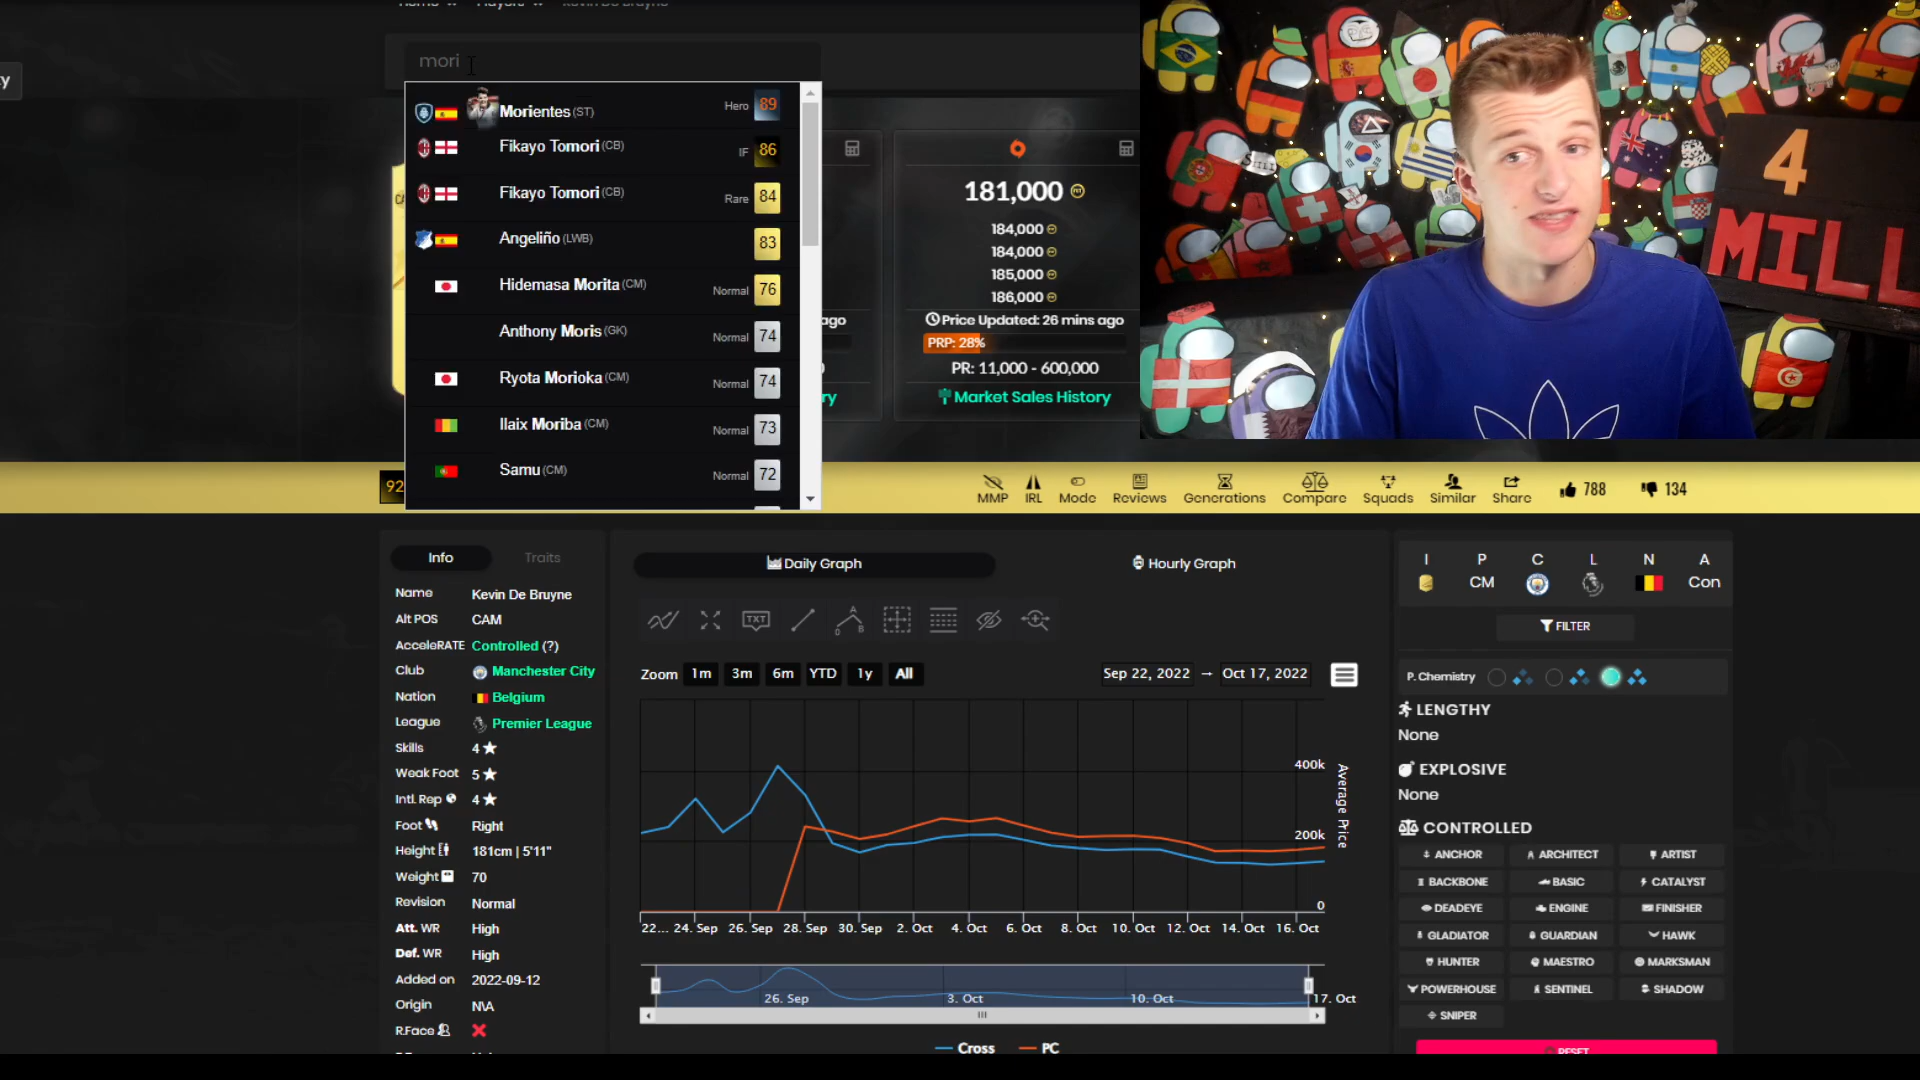 Kevin De Bruyne
y
mori
Morientes (ST) Hero 89
Fikayo Tomori (CB) IF 86
Fikayo Tomori (CB) Rare 84
Angeliño (LWB) 83
Hidemasa Morita (CM) Normal 76
Anthony Moris (GK) Normal 74
Ryota Morioka (CM) Normal 74
Ilaix Moriba (CM) Normal 73
Samu (CM) Normal 72
ago
ry
181,000
184,000
184,000
185,000
186,000
Price Updated: 26 mins ago
PRP: 28%
PR: 11,000 - 600,000
Market Sales History
4
MILL
92
MMP
IRL
Mode
Reviews
Generations
Compare
Squads
Similar
Share
788
134
Info
Traits
Name Kevin De Bruyne
Alt POS CAM
AcceleRATE Controlled (?)
Club Manchester City
Nation Belgium
League Premier League
Skills 4
Weak Foot 5
Intl. Rep 4
Foot Right
Height 181cm | 5'11"
Weight 70
Revision Normal
Att. WR High
Def. WR High
Added on 2022-09-12
Origin N\A
R.Face
Daily Graph
Hourly Graph
TXT
A
D B
Zoom 1m 3m 6m YTD 1y All
Sep 22, 2022 → Oct 17, 2022
400k
200k
0
Average Price
22... 24. Sep 26. Sep 28. Sep 30. Sep 2. Oct 4. Oct 6. Oct 8. Oct 10. Oct 12. Oct 14. Oct 16. Oct
26. Sep 3. Oct 10. Oct 17. Oct
Cross PC
I P C L N A
CM Con
FILTER
P. Chemistry
LENGTHY
None
EXPLOSIVE
None
CONTROLLED
ANCHOR ARCHITECT ARTIST
BACKBONE BASIC CATALYST
DEADEYE ENGINE FINISHER
GLADIATOR GUARDIAN HAWK
HUNTER MAESTRO MARKSMAN
POWERHOUSE SENTINEL SHADOW
SNIPER
RESET